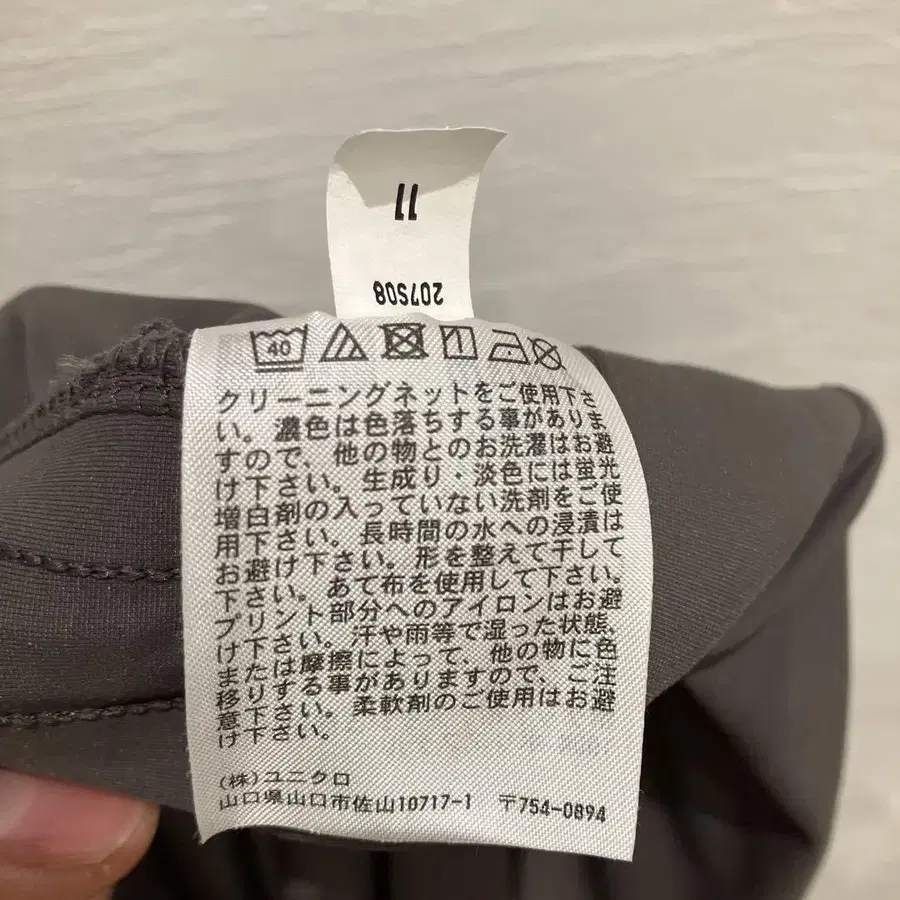 11
207S08
40
クリーニングネットをご使用下さ
い。濃色は色落ちする事がありま
すので、他の物とのお洗濯はお避
け下さい。生成り・淡色には蛍光
増白剤の入っていない洗剤をご使
用下さい。長時間の水への浸漬は
お避け下さい。形を整えて干して
下さい。あて布を使用して下さい。
プリント部分へのアイロンはお避
け下さい。汗や雨等で湿った状態、
または摩擦によって、他の物に色
移りする事がありますので、ご注
意下さい。柔軟剤のご使用はお避
け下さい。
(株)ユニクロ
山口県山口市佐山10717-1 〒754-0894